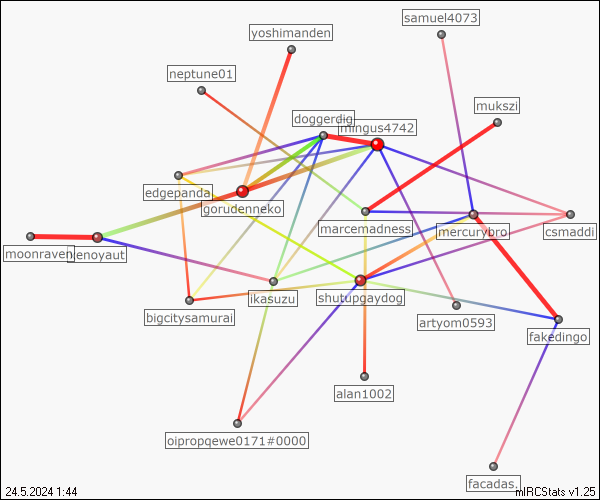 samuel4073
yoshimanden
neptune01
mukszi
doggerdig
mingus4742
edgepanda
gorudenneko
marcemadness
mercurybro
csmaddi
moonraven
enoyaut
ikasuzu
shutupgaydog
bigcitysamurai
artyom0593
fakedingo
alan1002
oipropqewe0171#0000
facadas.
24.5.2024 1:44
mIRCStats v1.25